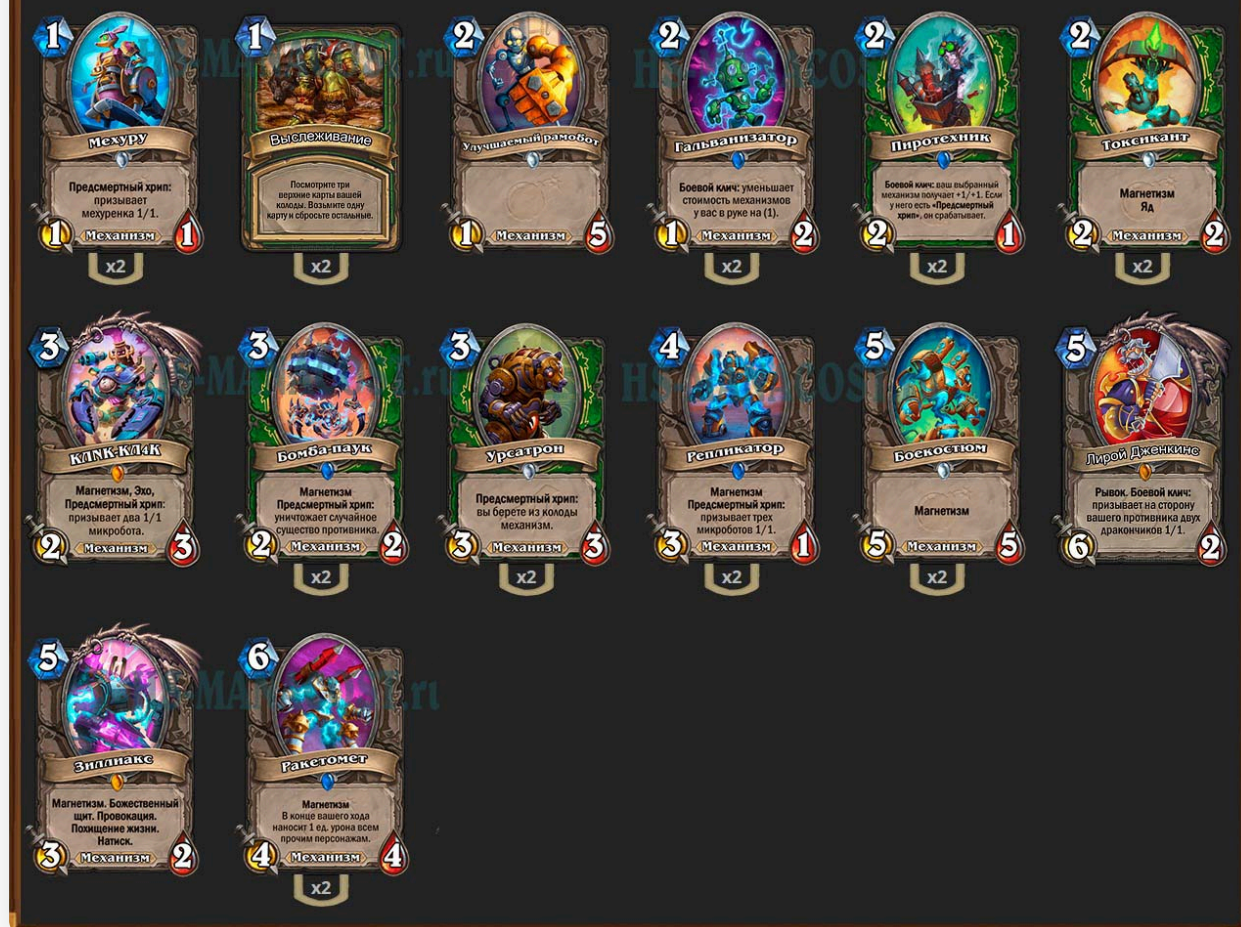 1
Мехуру
Предсмертный хрип:
призывает
мехуренка 1/1.
1
Механизм
1
x2
1
Выслеживание
Посмотрите три
верхние карты вашей
колоды. Возьмите одну
карту и сбросьте остальные.
x2
2
Улучшаемый рамобот
1
Механизм
5
2
Гальванизатор
Боевой клич: уменьшает
стоимость механизмов
у вас в руке на (1).
1
Механизм
2
x2
2
Пиротехник
Боевой клич: ваш выбранный
механизм получает +1/+1. Если
у него есть «Предсмертный
хрип», он срабатывает.
2
Механизм
1
x2
2
Токсикант
Магнетизм
Яд
2
Механизм
2
x2
3
КЛNК-КЛ4К
Магнетизм, Эхо,
Предсмертный хрип:
призывает два 1/1
микробота.
2
Механизм
3
3
Бомба-паук
Магнетизм
Предсмертный хрип:
уничтожает случайное
существо противника.
2
Механизм
2
x2
3
Урсатрон
Предсмертный хрип:
вы берете из колоды
механизм.
3
Механизм
3
x2
4
Репликатор
Магнетизм
Предсмертный хрип:
призывает трех
микроботов 1/1.
3
Механизм
1
x2
5
Боекостюм
Магнетизм
5
Механизм
5
x2
5
Лирой Дженкинс
Рывок. Боевой клич:
призывает на сторону
вашего противника двух
дракончиков 1/1.
6
2
5
Зиллиакс
Магнетизм. Божественный
щит. Провокация.
Похищение жизни.
Натиск.
3
Механизм
2
6
Ракетомет
Магнетизм
В конце вашего хода
наносит 1 ед. урона всем
прочим персонажам.
4
Механизм
4
x2